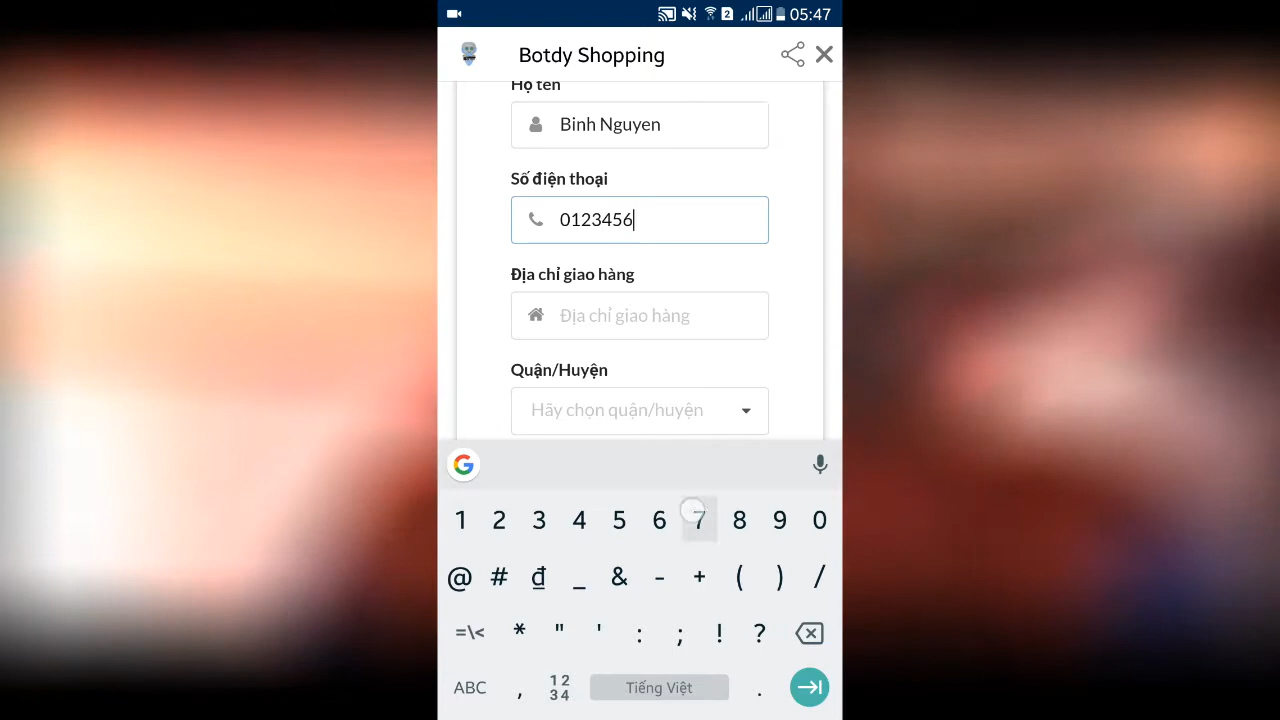 2 05:47
Botdy Shopping
Họ tên
Binh Nguyen
Số điện thoại
0123456
Địa chỉ giao hàng
Địa chỉ giao hàng
Quận/Huyện
Hãy chọn quận/huyện
G
1 2 3 4 5 6 7 8 9 0
@ # ₫ _ & - + ( ) /
=\< * " ' : ; ! ?
ABC , 12 34 Tiếng Việt .